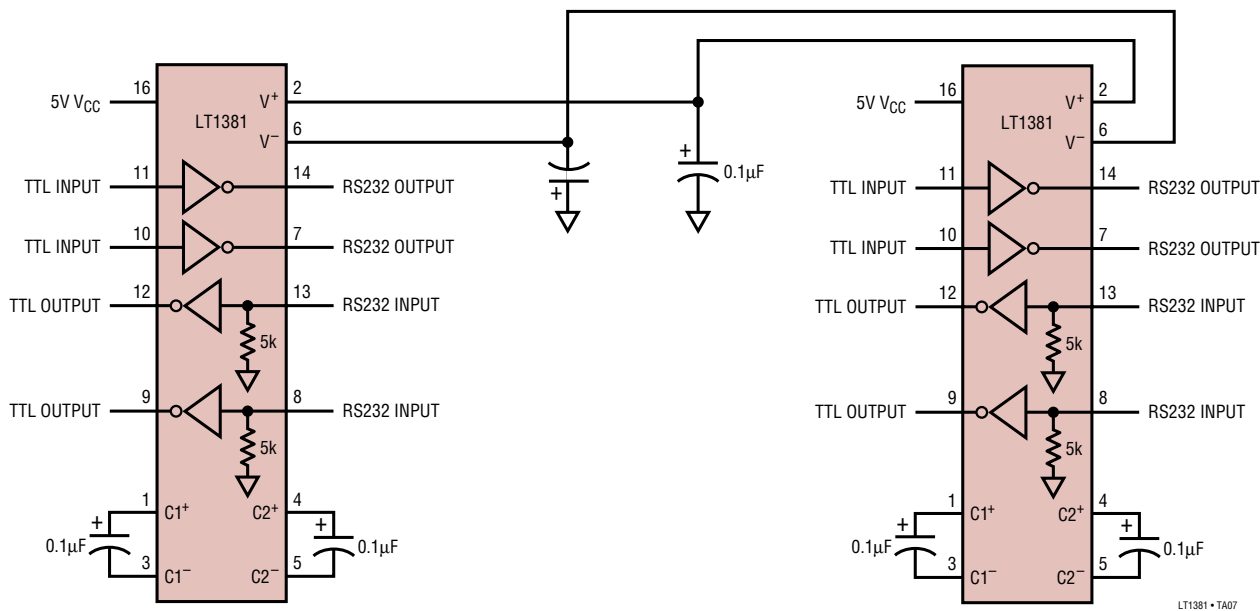 16
5V VCC
2
V+
LT1381
6
V−
11
TTL INPUT
14
RS232 OUTPUT
10
TTL INPUT
7
RS232 OUTPUT
12
TTL OUTPUT
13
RS232 INPUT
5k
9
TTL OUTPUT
8
RS232 INPUT
5k
1
C1+
+
0.1µF
3
C1−
4
C2+
+
0.1µF
5
C2−
+
+
0.1µF
16
5V VCC
2
V+
LT1381
6
V−
11
TTL INPUT
14
RS232 OUTPUT
10
TTL INPUT
7
RS232 OUTPUT
12
TTL OUTPUT
13
RS232 INPUT
5k
9
TTL OUTPUT
8
RS232 INPUT
5k
1
C1+
+
0.1µF
3
C1−
4
C2+
+
0.1µF
5
C2−
LT1381 • TA07